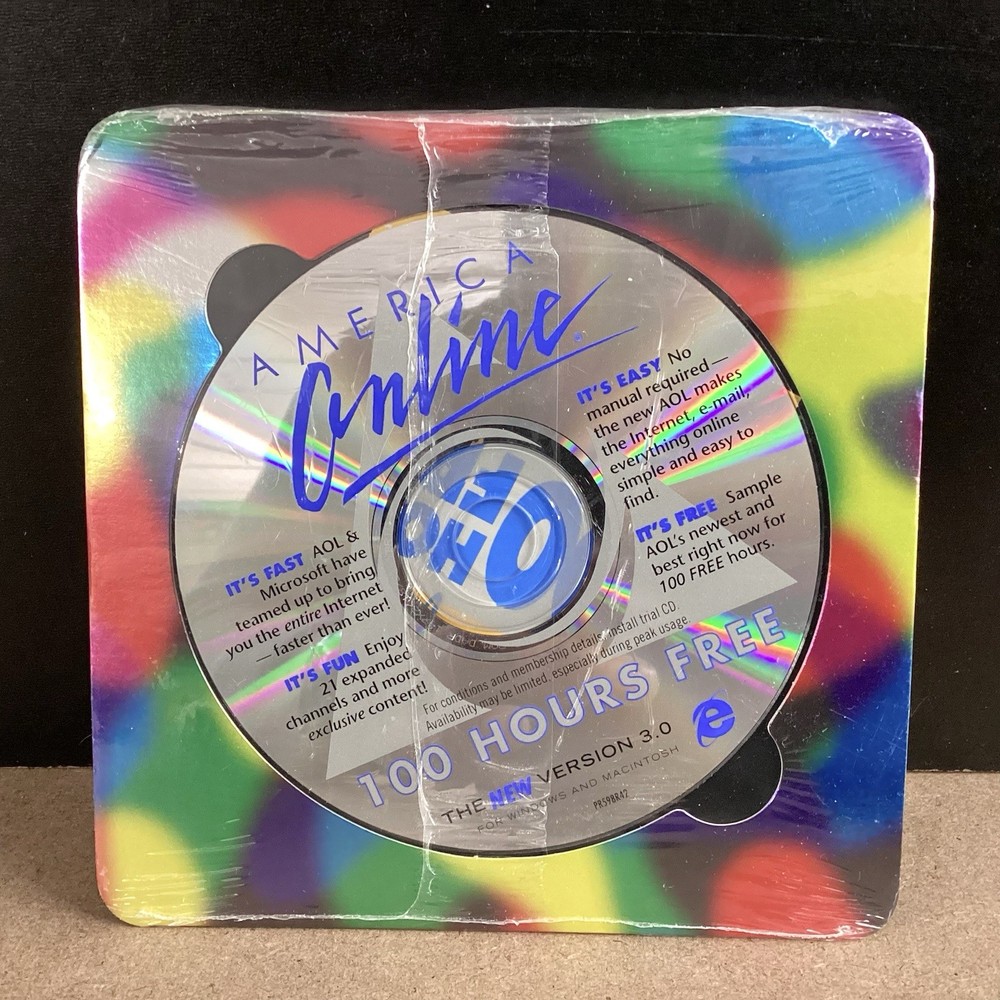 AMERICA
Online®
IT'S EASY No
manual required —
the new AOL makes
the Internet, e-mail,
everything online
simple and easy to
find.
IT'S FREE Sample
AOL's newest and
best right now for
100 FREE hours.
IT'S FAST AOL &
Microsoft have
teamed up to bring
you the entire Internet
— faster than ever!
IT'S FUN Enjoy
21 expanded
channels and more
exclusive content!
For conditions and membership details, install trial CD.
Availability may be limited, especially during peak usage.
100 HOURS FREE
THE NEW VERSION 3.0
FOR WINDOWS AND MACINTOSH
PR59BR42